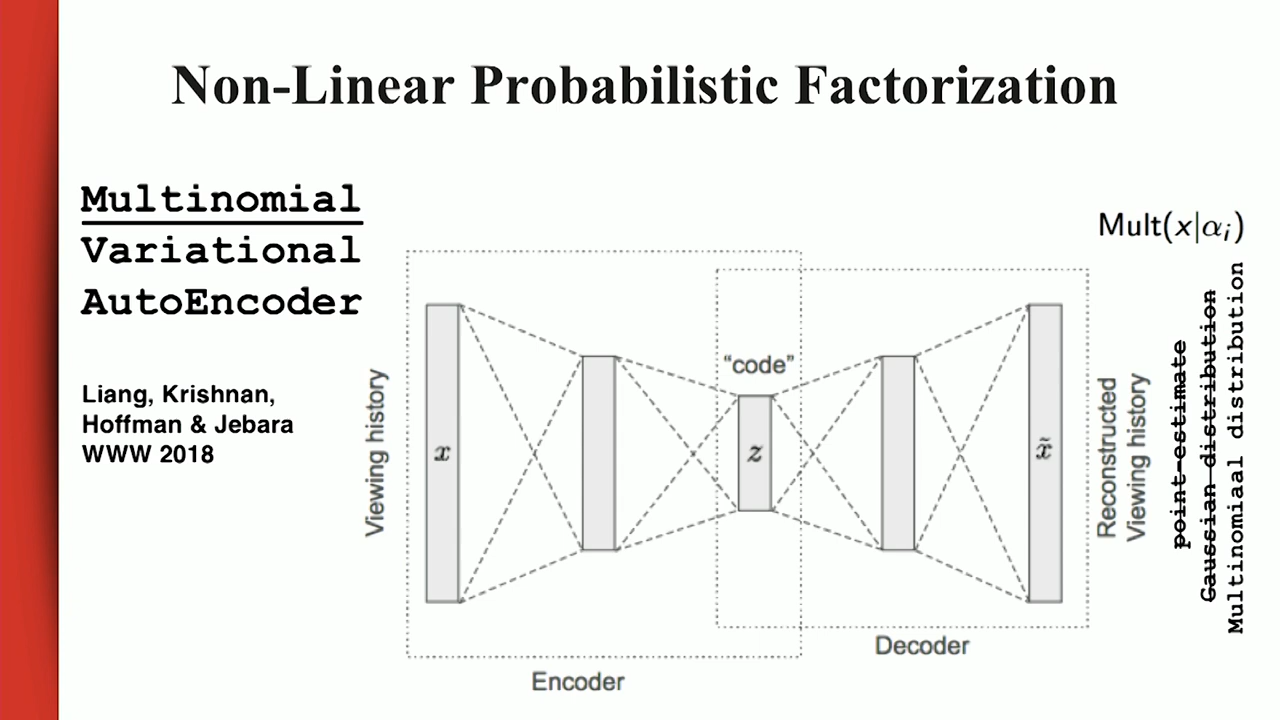 Non-Linear Probabilistic Factorization
Multinomial
Variational
AutoEncoder
Liang, Krishnan,
Hoffman & Jebara
WWW 2018
Viewing history
x
"code"
z
x̃
Encoder
Decoder
Reconstructed
Viewing history
Mult(x|αᵢ)
point-estimate
Gaussian distribution
Multinomiaal distribution